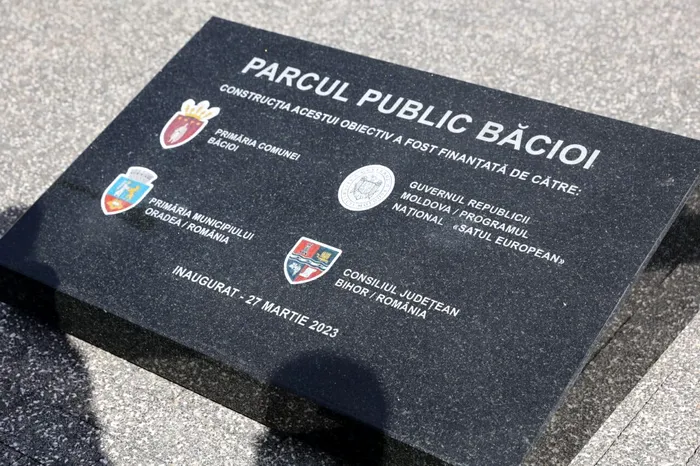 PARCUL PUBLIC BĂCIOI
CONSTRUCȚIA ACESTUI OBIECTIV A FOST FINANȚATĂ DE CĂTRE:
PRIMĂRIA COMUNEI
BĂCIOI
GUVERNUL REPUBLICII
MOLDOVA / PROGRAMUL
NAȚIONAL «SATUL EUROPEAN»
PRIMĂRIA MUNICIPIULUI
ORADEA / ROMÂNIA
CONSILIUL JUDEȚEAN
BIHOR / ROMÂNIA
INAUGURAT - 27 MARTIE 2023